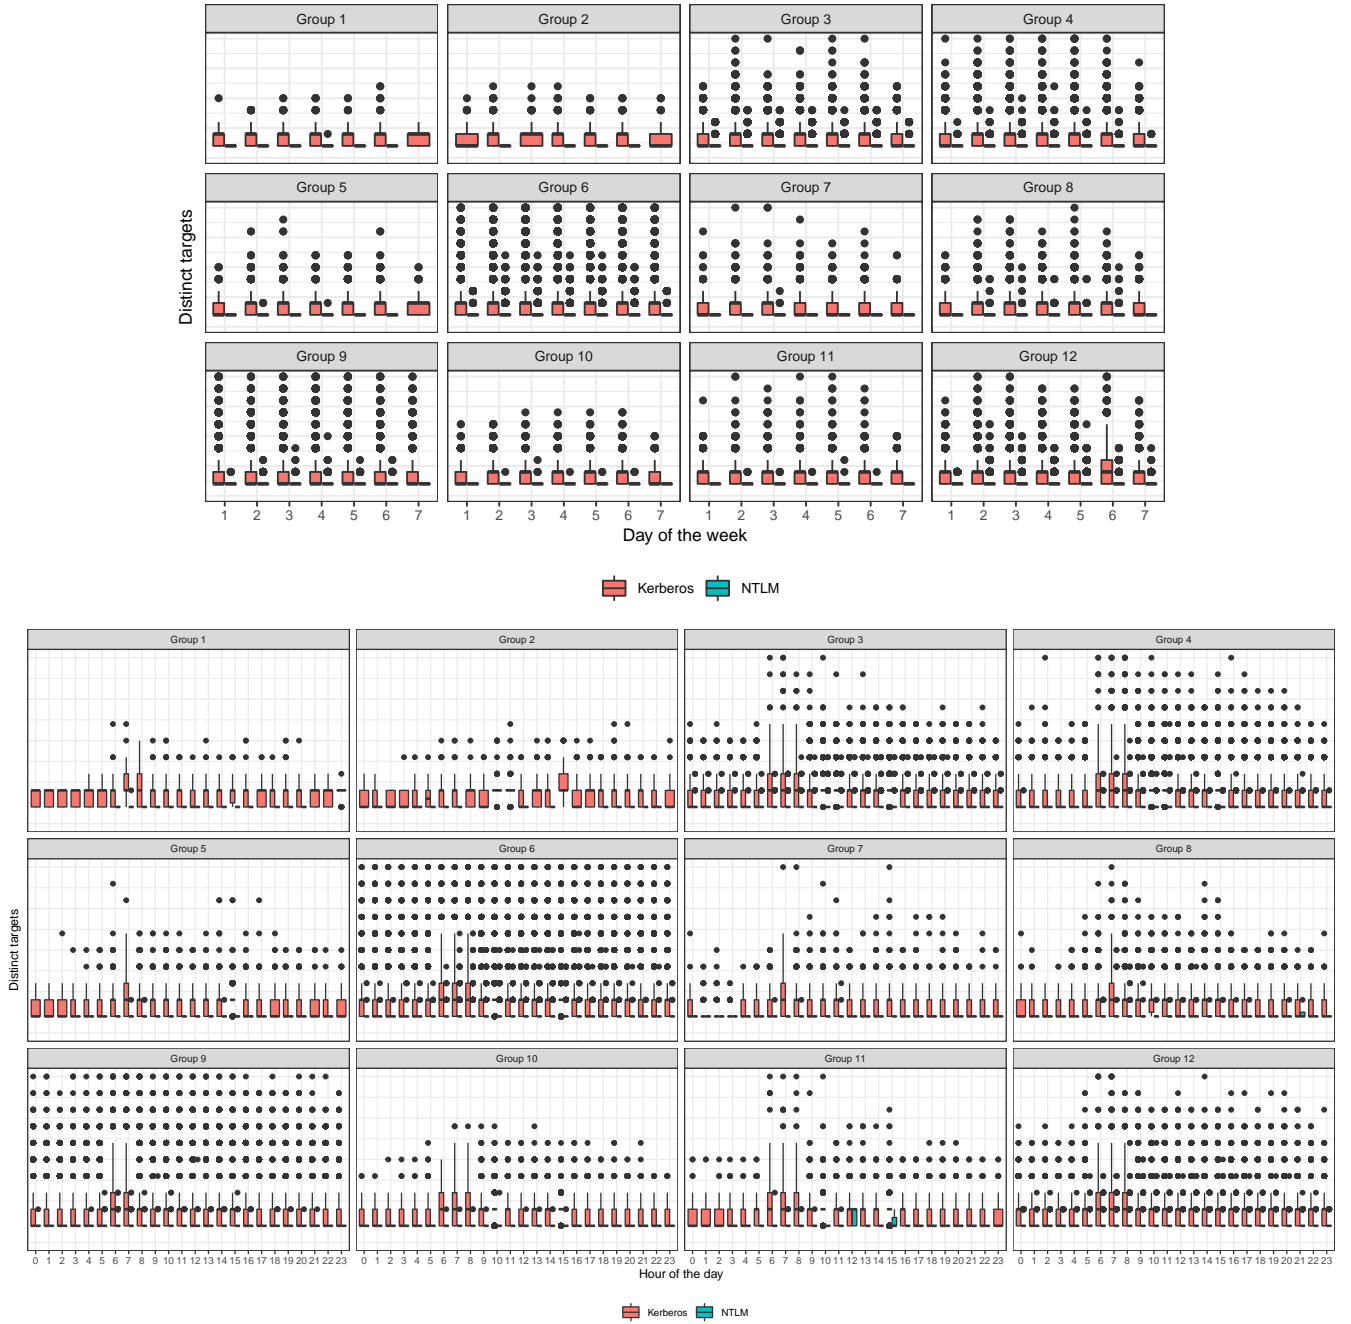 Group 1 Group 2 Group 3 Group 4
Group 5 Group 6 Group 7 Group 8
Group 9 Group 10 Group 11 Group 12
Distinct targets
1 2 3 4 5 6 7 1 2 3 4 5 6 7 1 2 3 4 5 6 7 1 2 3 4 5 6 7
Day of the week
Kerberos NTLM
Group 1 Group 2 Group 3 Group 4
Group 5 Group 6 Group 7 Group 8
Distinct targets
Group 9 Group 10 Group 11 Group 12
0 1 2 3 4 5 6 7 8 9 10 11 12 13 14 15 16 17 18 19 20 21 22 23 0 1 2 3 4 5 6 7 8 9 10 11 12 13 14 15 16 17 18 19 20 21 22 23 0 1 2 3 4 5 6 7 8 9 10 11 12 13 14 15 16 17 18 19 20 21 22 23 0 1 2 3 4 5 6 7 8 9 10 11 12 13 14 15 16 17 18 19 20 21 22 23
Hour of the day
Kerberos NTLM